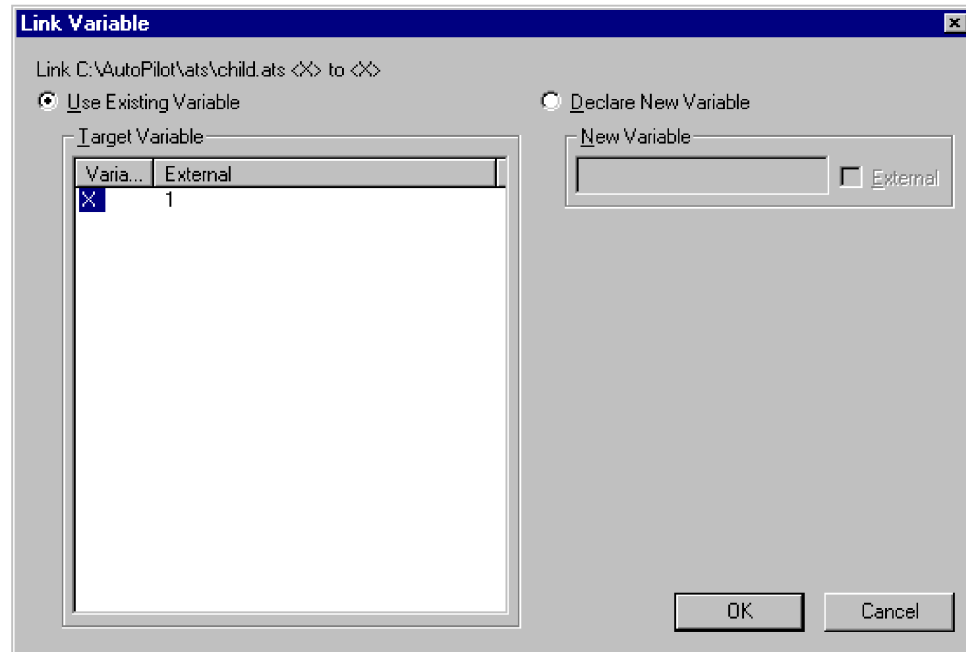 Link Variable
Link C:\AutoPilot\ats\child.ats <X> to <X>
Use Existing Variable
Declare New Variable
Target Variable
New Variable
Varia... External
External
X 1
OK Cancel